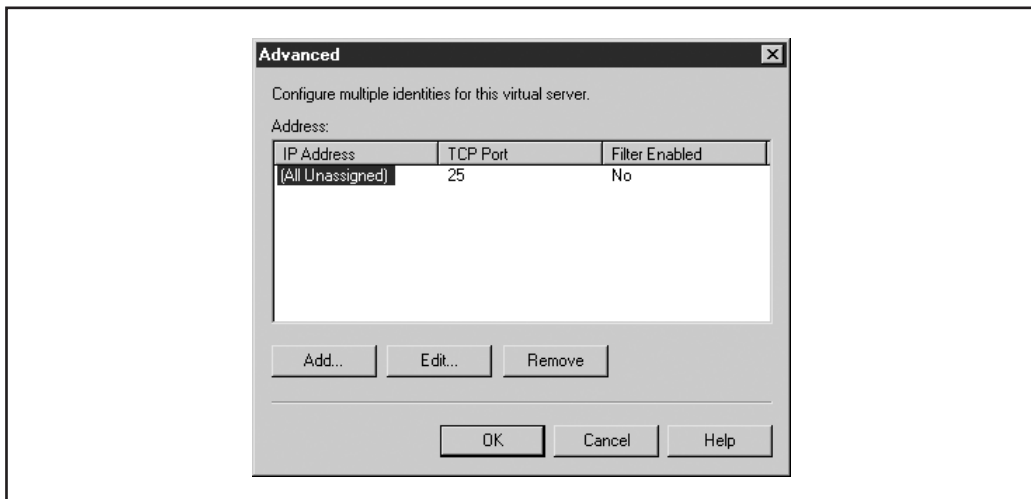 Advanced
Configure multiple identities for this virtual server.
Address:
IP Address TCP Port Filter Enabled
(All Unassigned) 25 No
Add... Edit... Remove
OK Cancel Help